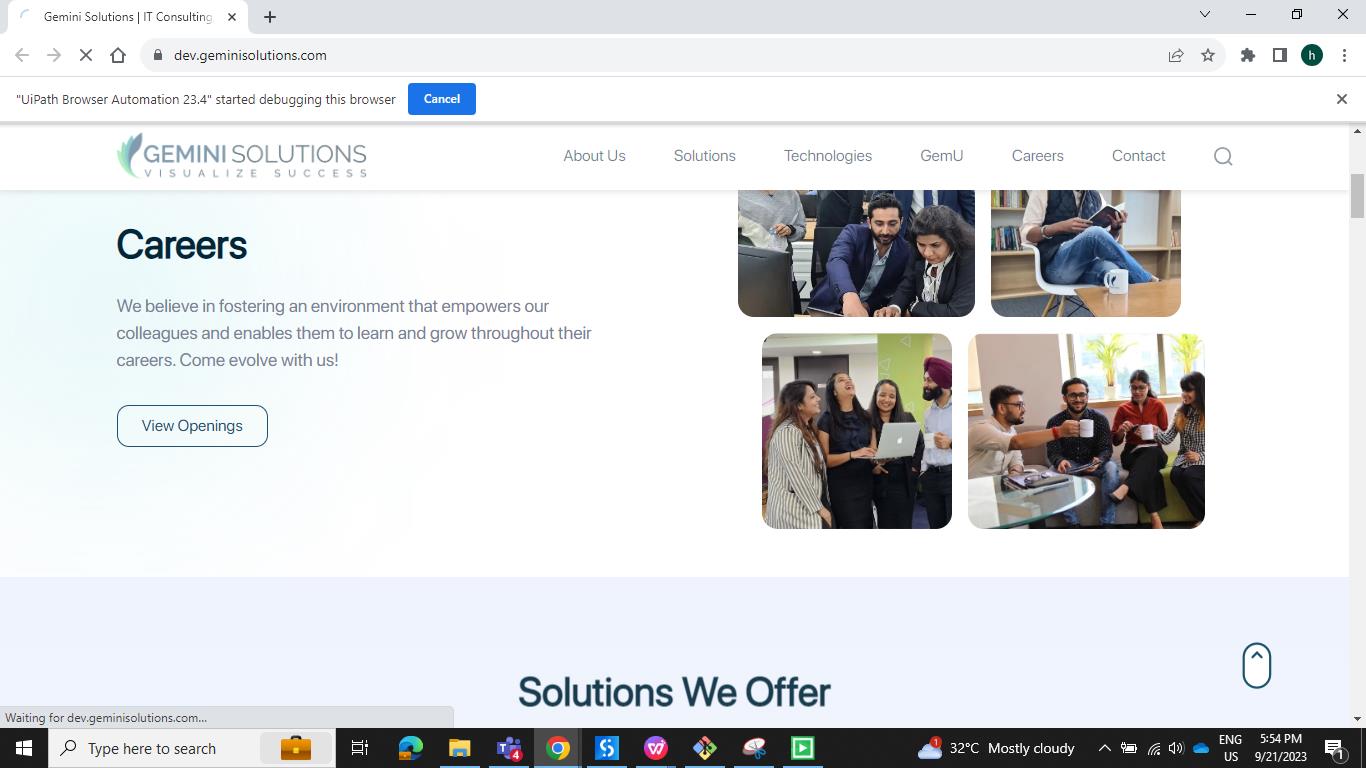 Gemini Solutions | IT Consulting
dev.geminisolutions.com
h
"UiPath Browser Automation 23.4" started debugging this browser
Cancel
GEMINI SOLUTIONS
VISUALIZE SUCCESS
About Us
Solutions
Technologies
GemU
Careers
Contact
Careers
We believe in fostering an environment that empowers our
colleagues and enables them to learn and grow throughout their
careers. Come evolve with us!
View Openings
Solutions We Offer
Waiting for dev.geminisolutions.com...
Type here to search
4
1
32°C Mostly cloudy
ENG
US
5:54 PM
9/21/2023
1